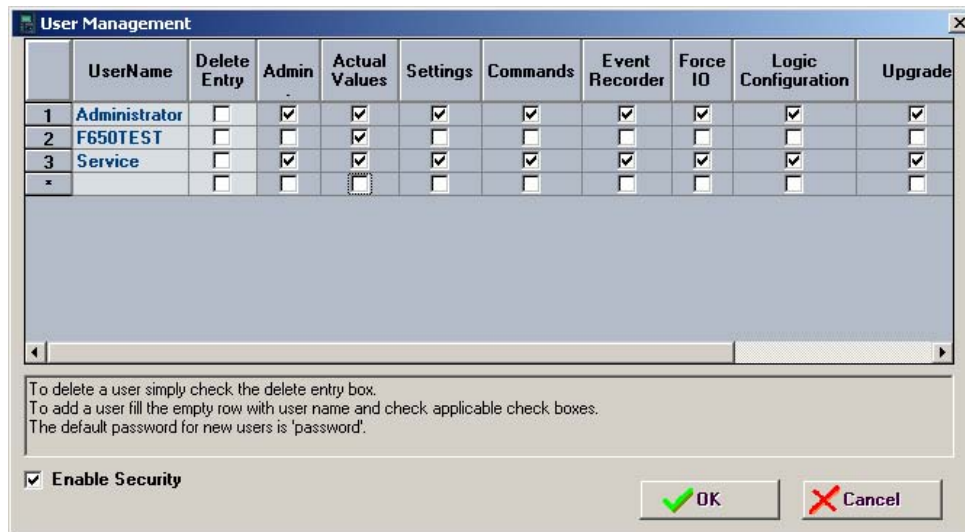 User Management
UserName Delete Entry Admin Actual Values Settings Commands Event Recorder Force IO Logic Configuration Upgrade
1 Administrator
2 F650TEST
3 Service
*
To delete a user simply check the delete entry box.
To add a user fill the empty row with user name and check applicable check boxes.
The default password for new users is 'password'.
Enable Security
OK Cancel